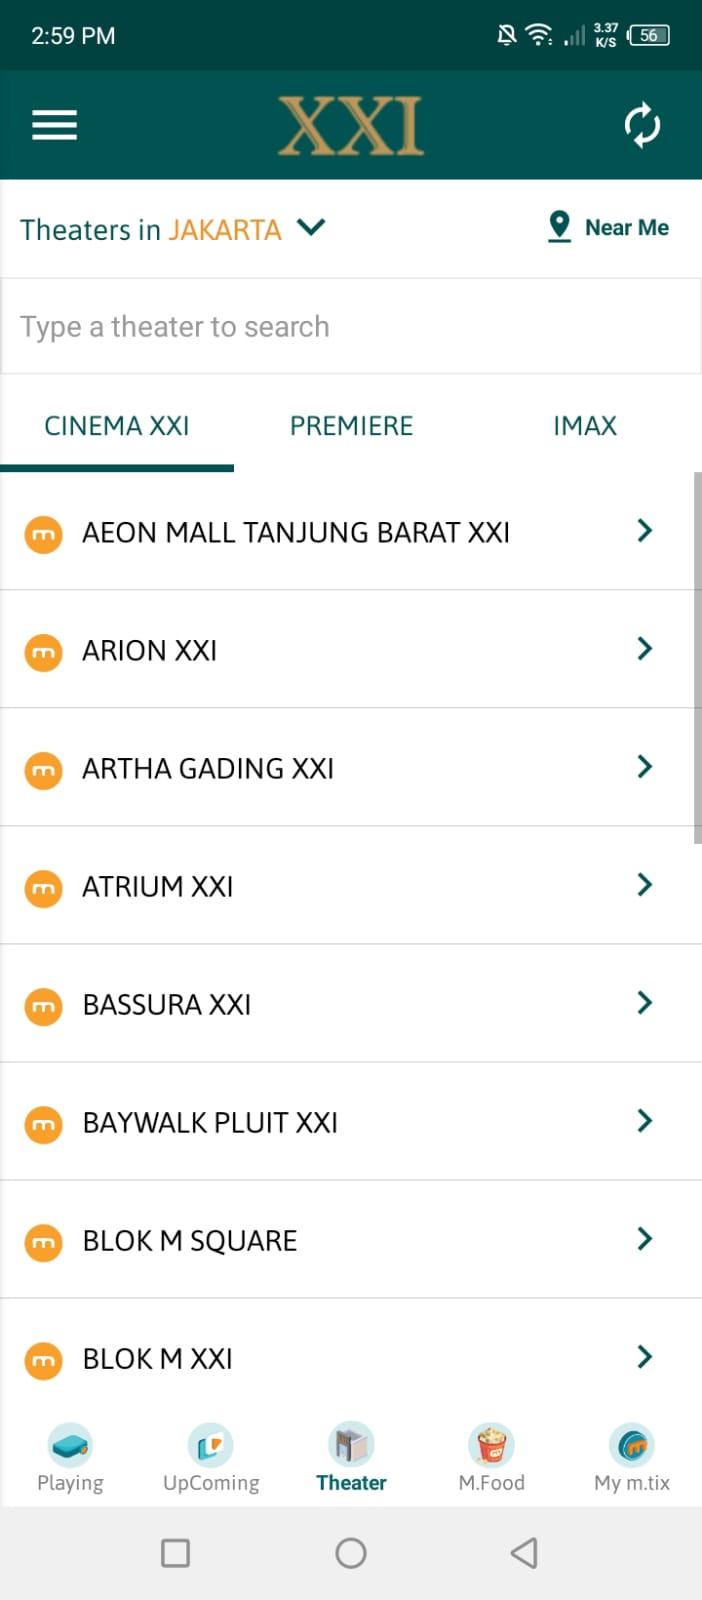 2:59 PM
3.37
K/S
56
XXI
Theaters in JAKARTA
Near Me
Type a theater to search
CINEMA XXI
PREMIERE
IMAX
m AEON MALL TANJUNG BARAT XXI
m ARION XXI
m ARTHA GADING XXI
m ATRIUM XXI
m BASSURA XXI
m BAYWALK PLUIT XXI
m BLOK M SQUARE
m BLOK M XXI
Playing
UpComing
Theater
M.Food
My m.tix